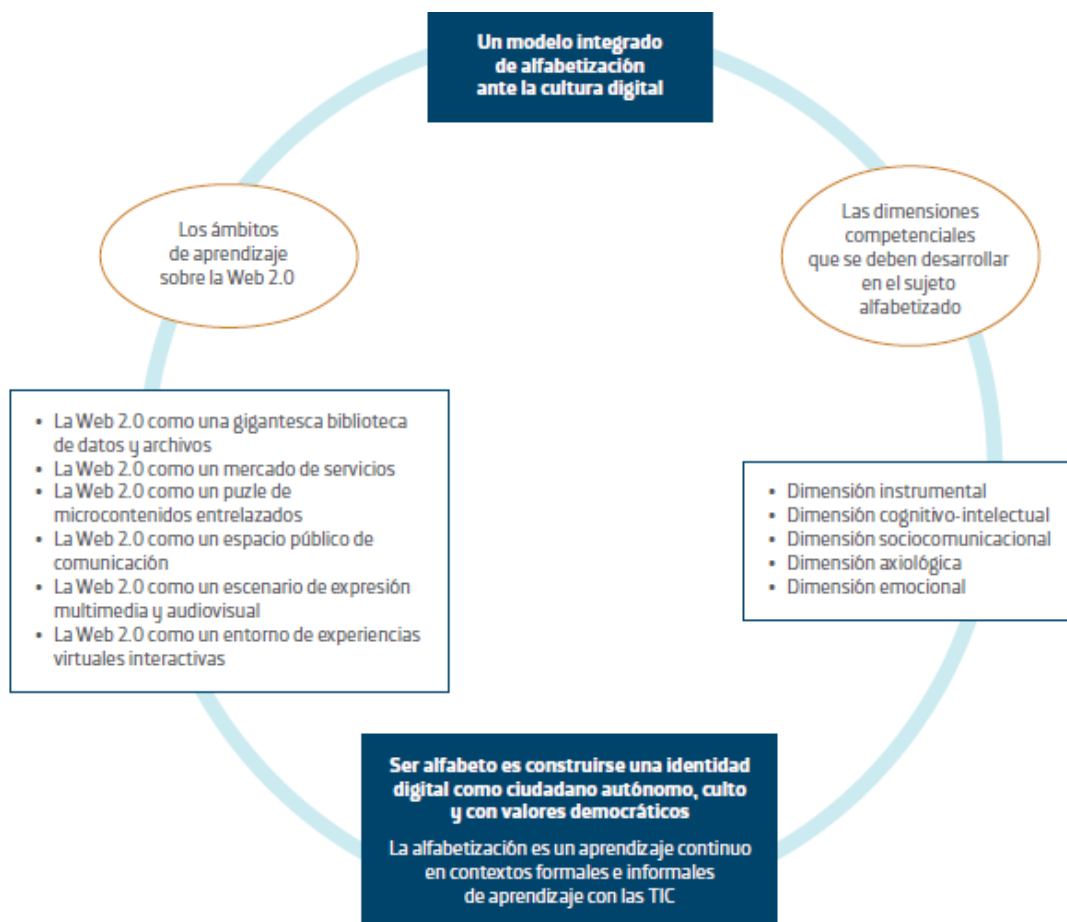 Un modelo integrado
de alfabetización
ante la cultura digital
Los ámbitos
de aprendizaje
sobre la Web 2.0
Las dimensiones
competenciales
que se deben desarrollar
en el sujeto
alfabetizado
• La Web 2.0 como una gigantesca biblioteca
de datos y archivos
• La Web 2.0 como un mercado de servicios
• La Web 2.0 como un puzle de
microcontenidos entrelazados
• La Web 2.0 como un espacio público de
comunicación
• La Web 2.0 como un escenario de expresión
multimedia y audiovisual
• La Web 2.0 como un entorno de experiencias
virtuales interactivas
• Dimensión instrumental
• Dimensión cognitivo-intelectual
• Dimensión sociocomunicacional
• Dimensión axiológica
• Dimensión emocional
Ser alfabeto es construirse una identidad
digital como ciudadano autónomo, culto
y con valores democráticos
La alfabetización es un aprendizaje continuo
en contextos formales e informales
de aprendizaje con las TIC